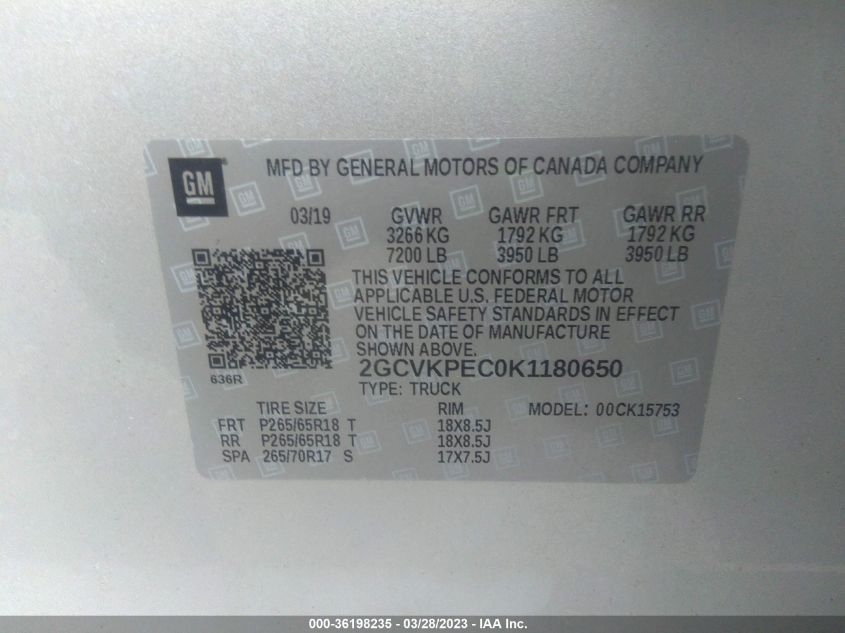 GM
MFD BY GENERAL MOTORS OF CANADA COMPANY
03/19 GVWR GAWR FRT GAWR RR
3266 KG 1792 KG 1792 KG
7200 LB 3950 LB 3950 LB
THIS VEHICLE CONFORMS TO ALL
APPLICABLE U.S. FEDERAL MOTOR
VEHICLE SAFETY STANDARDS IN EFFECT
ON THE DATE OF MANUFACTURE
SHOWN ABOVE.
636R
2GCVKPEC0K1180650
TYPE: TRUCK
TIRE SIZE RIM MODEL: 00CK15753
FRT P265/65R18 T 18X8.5J
RR P265/65R18 T 18X8.5J
SPA 265/70R17 S 17X7.5J
000-36198235 - 03/28/2023 - IAA Inc.